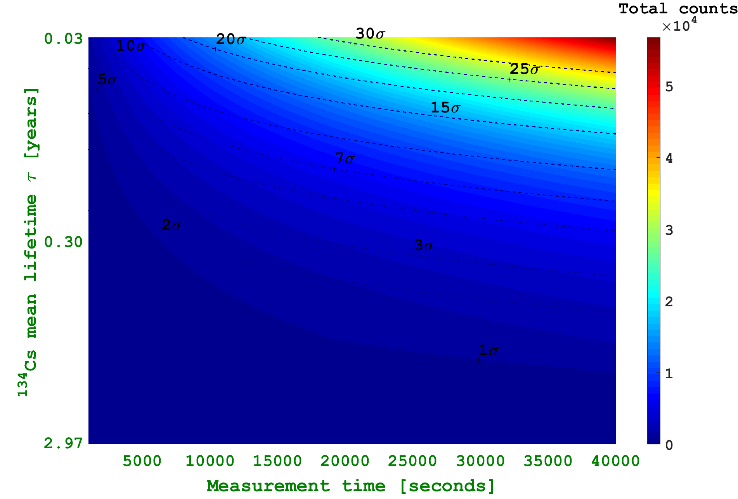 Total counts
×10^4
0.03
0.30
2.97
^134Cs mean lifetime τ [years]
30σ
20σ
10σ
25σ
5σ
15σ
7σ
2σ
3σ
1σ
5
4
3
2
1
0
5000 10000 15000 20000 25000 30000 35000 40000
Measurement time [seconds]